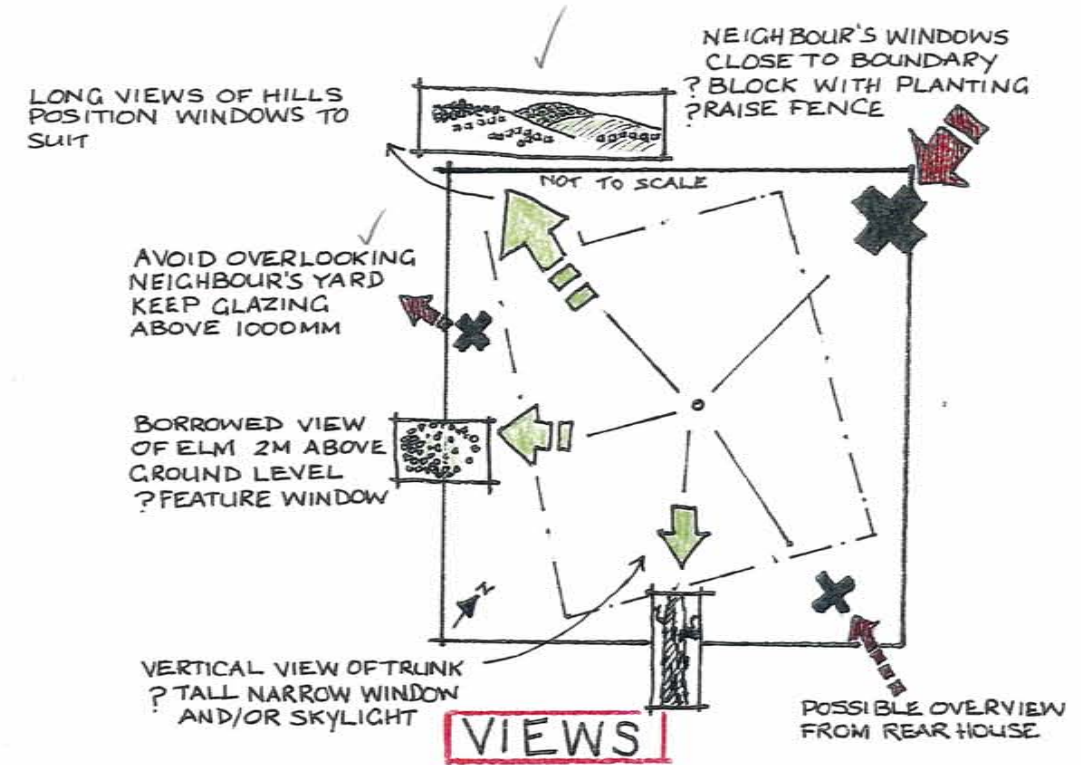 NEIGHBOUR'S WINDOWS
CLOSE TO BOUNDARY
? BLOCK WITH PLANTING
? RAISE FENCE
LONG VIEWS OF HILLS
POSITION WINDOWS TO
SUIT
NOT TO SCALE
AVOID OVERLOOKING
NEIGHBOUR'S YARD
KEEP GLAZING
ABOVE 1000MM
BORROWED VIEW
OF ELM 2M ABOVE
GROUND LEVEL
? FEATURE WINDOW
N
VERTICAL VIEW OF TRUNK
? TALL NARROW WINDOW
AND/OR SKYLIGHT
POSSIBLE OVERVIEW
FROM REAR HOUSE
VIEWS